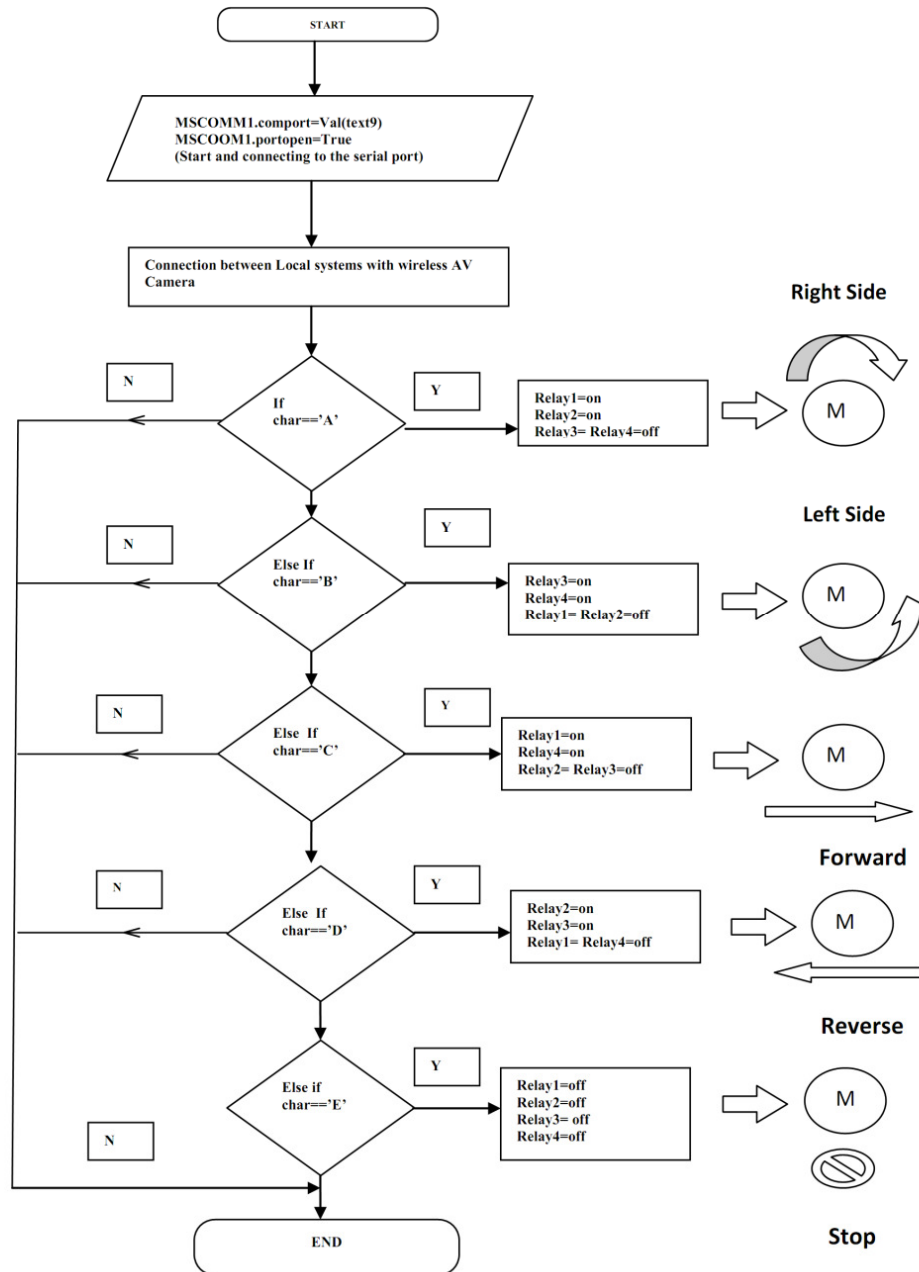 START
MSCOMM1.comport=Val(text9)
MSCOOM1.portopen=True
(Start and connecting to the serial port)
Connection between Local systems with wireless AV
Camera
Right Side
N
If
char==’A’
Y
Relay1=on
Relay2=on
Relay3= Relay4=off
M
Left Side
N
Else If
char==’B’
Y
Relay3=on
Relay4=on
Relay1= Relay2=off
M
N
Else If
char==’C’
Y
Relay1=on
Relay4=on
Relay2= Relay3=off
M
Forward
N
Else If
char==’D’
Y
Relay2=on
Relay3=on
Relay1= Relay4=off
M
Reverse
N
Else if
char==’E’
Y
Relay1=off
Relay2=off
Relay3= off
Relay4=off
M
Stop
END